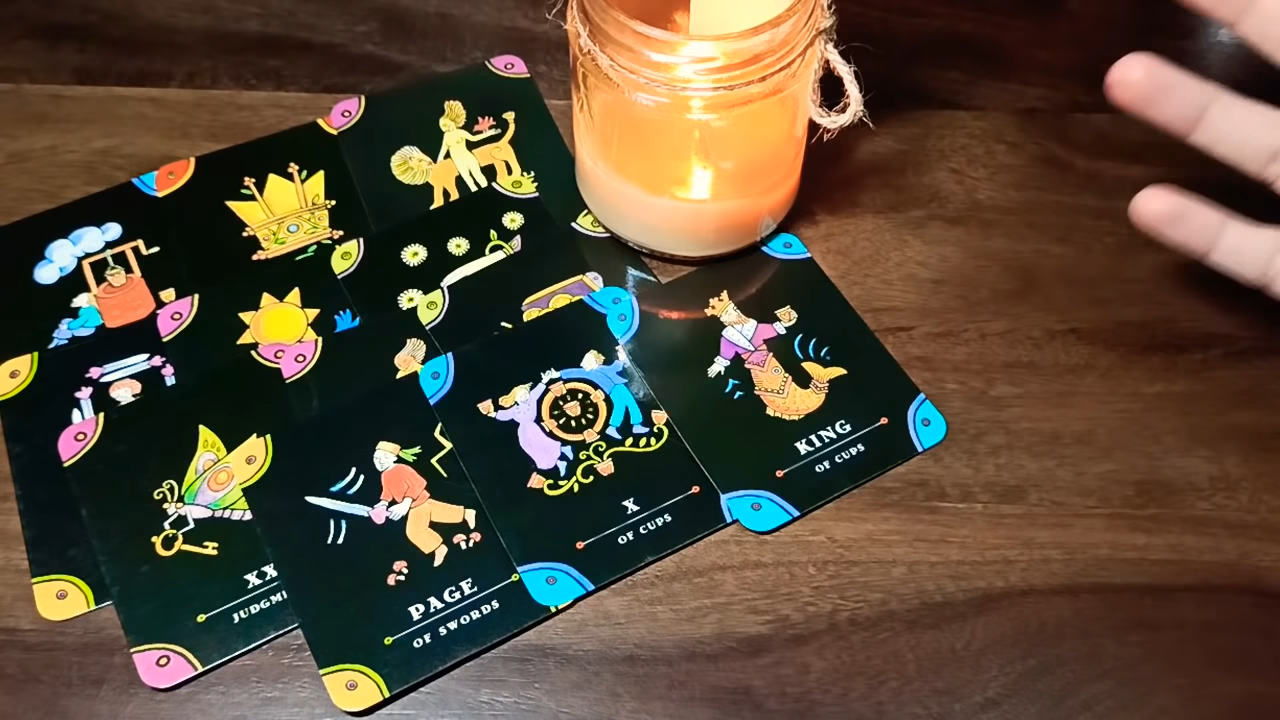 KING
OF CUPS
X
OF CUPS
PAGE
OF SWORDS
XX
JUDGM